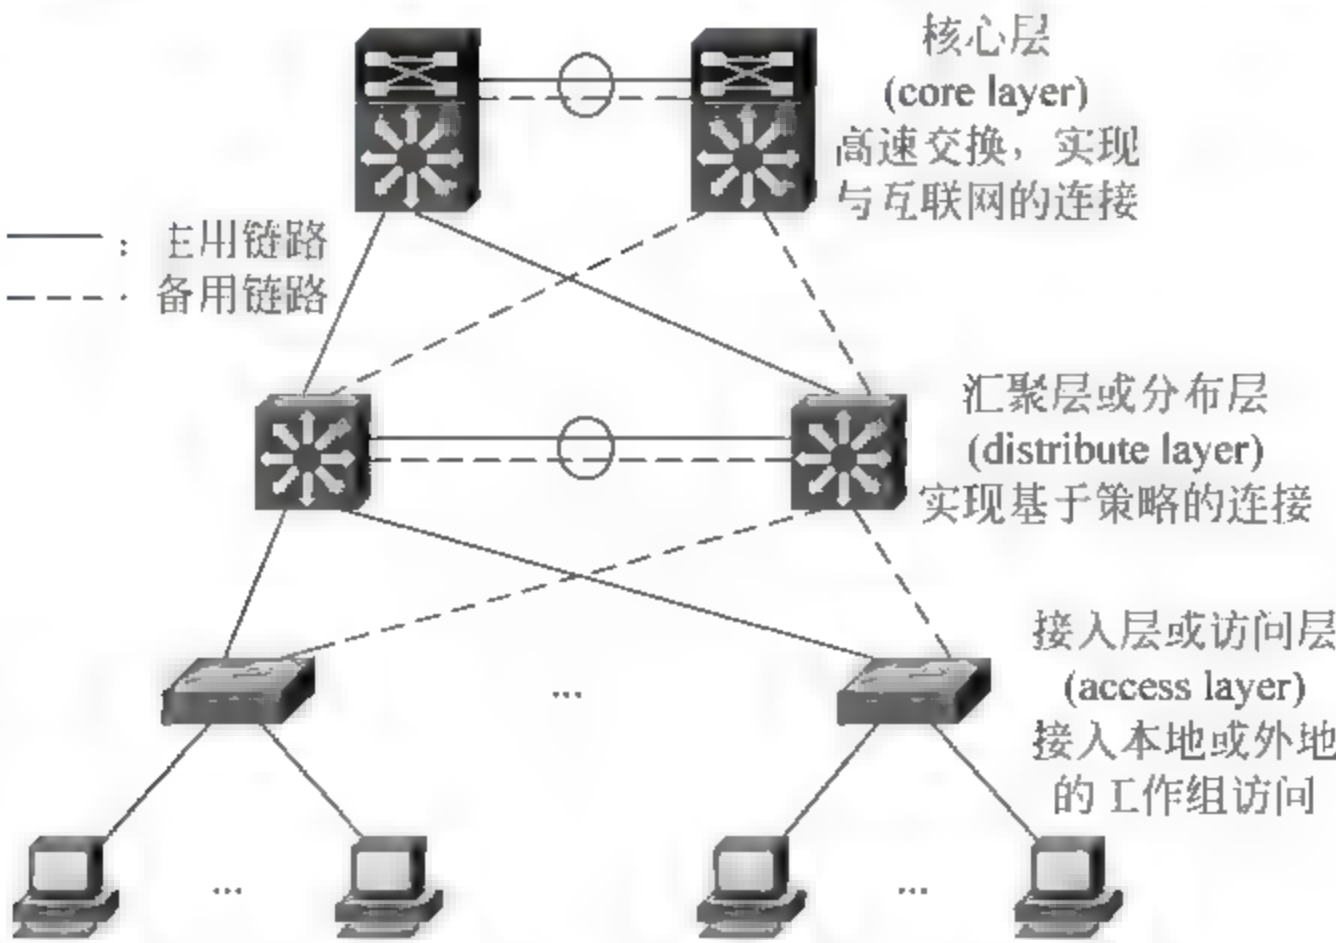 核心层
(core layer)
高速交换，实现
与互联网的连接
：主用链路
：备用链路
汇聚层或分布层
(distribute layer)
实现基于策略的连接
接入层或访问层
(access layer)
接入本地或外地
的工作组访问
...
...
...